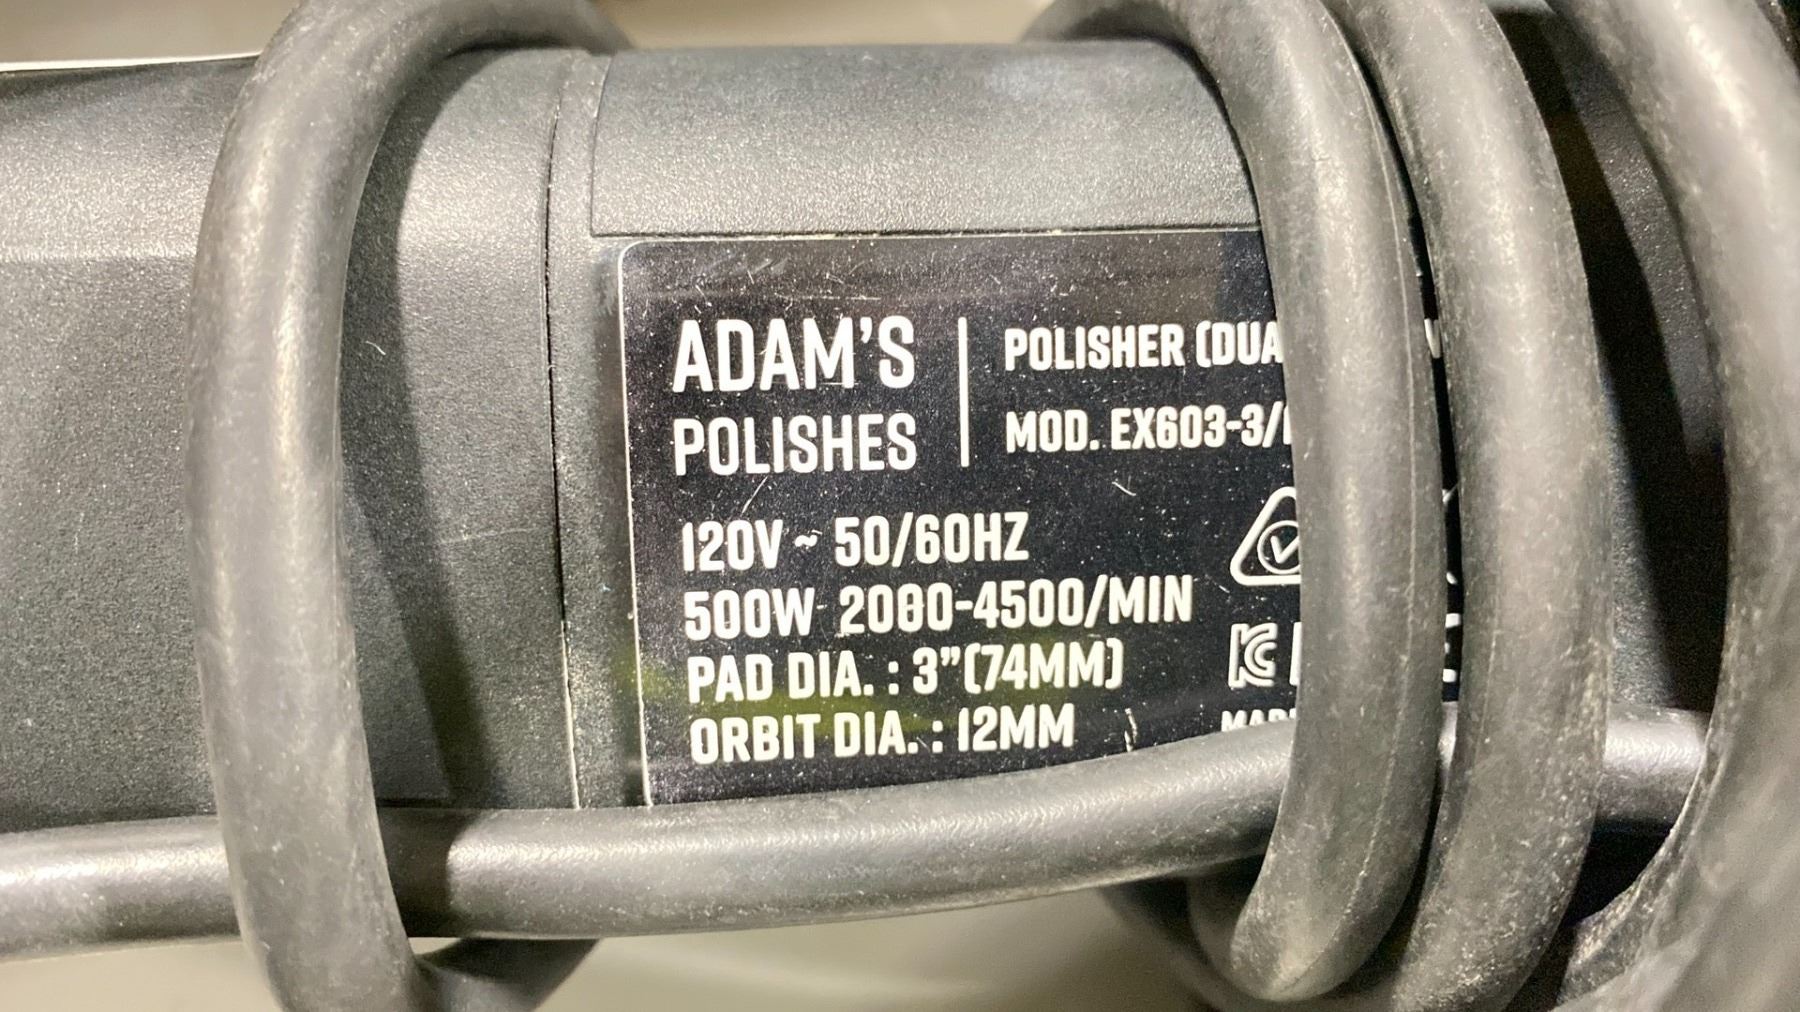 ADAM'S
POLISHES
POLISHER (DUA
MOD. EX603-3/
120V ~ 50/60HZ
500W 2000-4500/MIN
PAD DIA. : 3"(74MM)
ORBIT DIA. : 12MM
KC